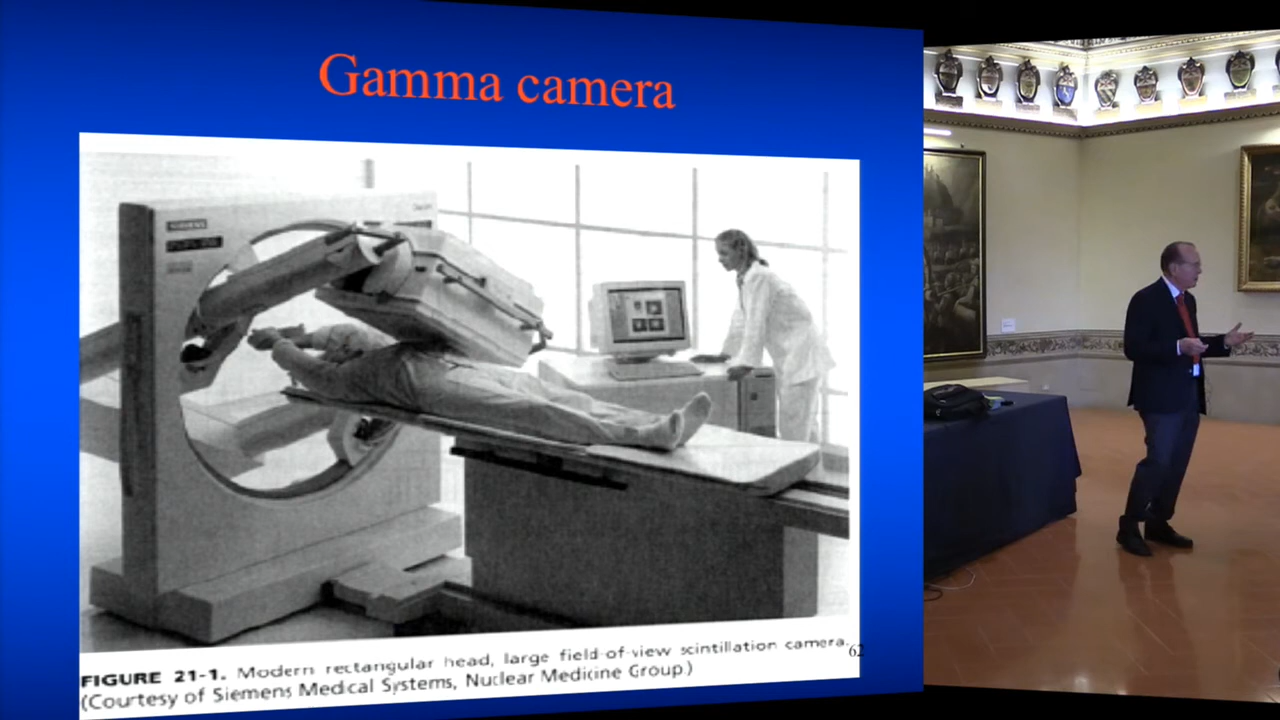 Gamma camera
SIEMENS
FIGURE 21-1. Modern rectangular head, large field-of-view scintillation camera.
(Courtesy of Siemens Medical Systems, Nuclear Medicine Group.)
62